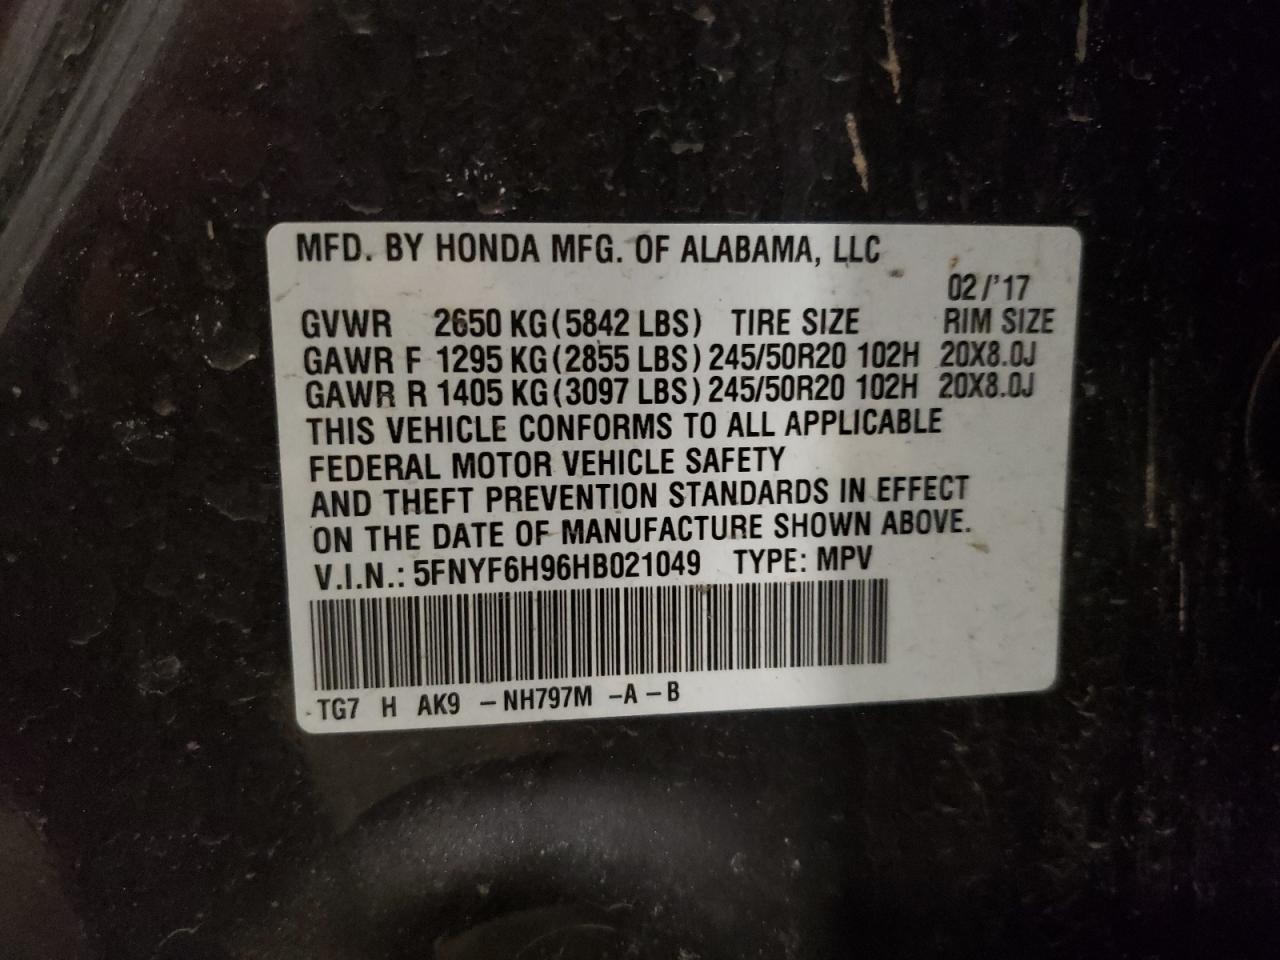 MFD. BY HONDA MFG. OF ALABAMA, LLC
02/'17
GVWR 2650 KG(5842 LBS) TIRE SIZE RIM SIZE
GAWR F 1295 KG(2855 LBS) 245/50R20 102H 20X8.0J
GAWR R 1405 KG(3097 LBS) 245/50R20 102H 20X8.0J
THIS VEHICLE CONFORMS TO ALL APPLICABLE
FEDERAL MOTOR VEHICLE SAFETY
AND THEFT PREVENTION STANDARDS IN EFFECT
ON THE DATE OF MANUFACTURE SHOWN ABOVE.
V.I.N.: 5FNYF6H96HB021049 TYPE: MPV
TG7 H AK9 -NH797M -A -B